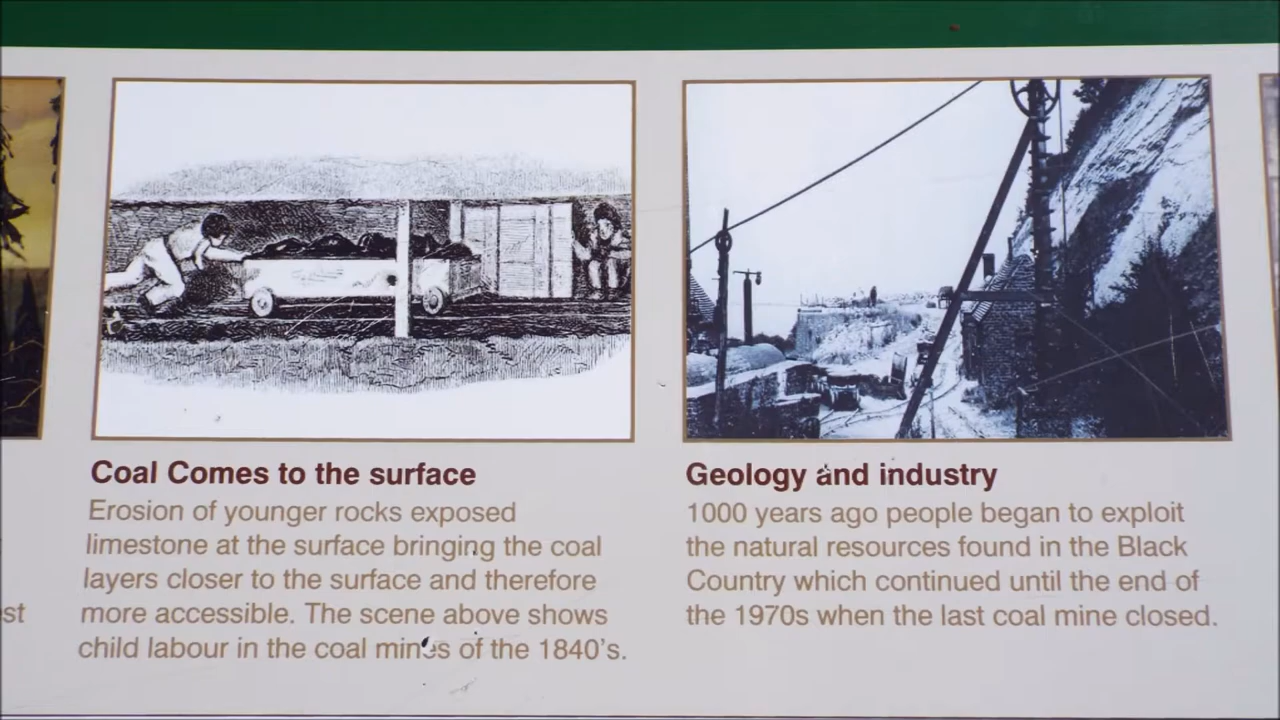 Coal Comes to the surface
Erosion of younger rocks exposed
limestone at the surface bringing the coal
layers closer to the surface and therefore
more accessible. The scene above shows
child labour in the coal mines of the 1840's.
Geology and industry
1000 years ago people began to exploit
the natural resources found in the Black
Country which continued until the end of
the 1970s when the last coal mine closed.